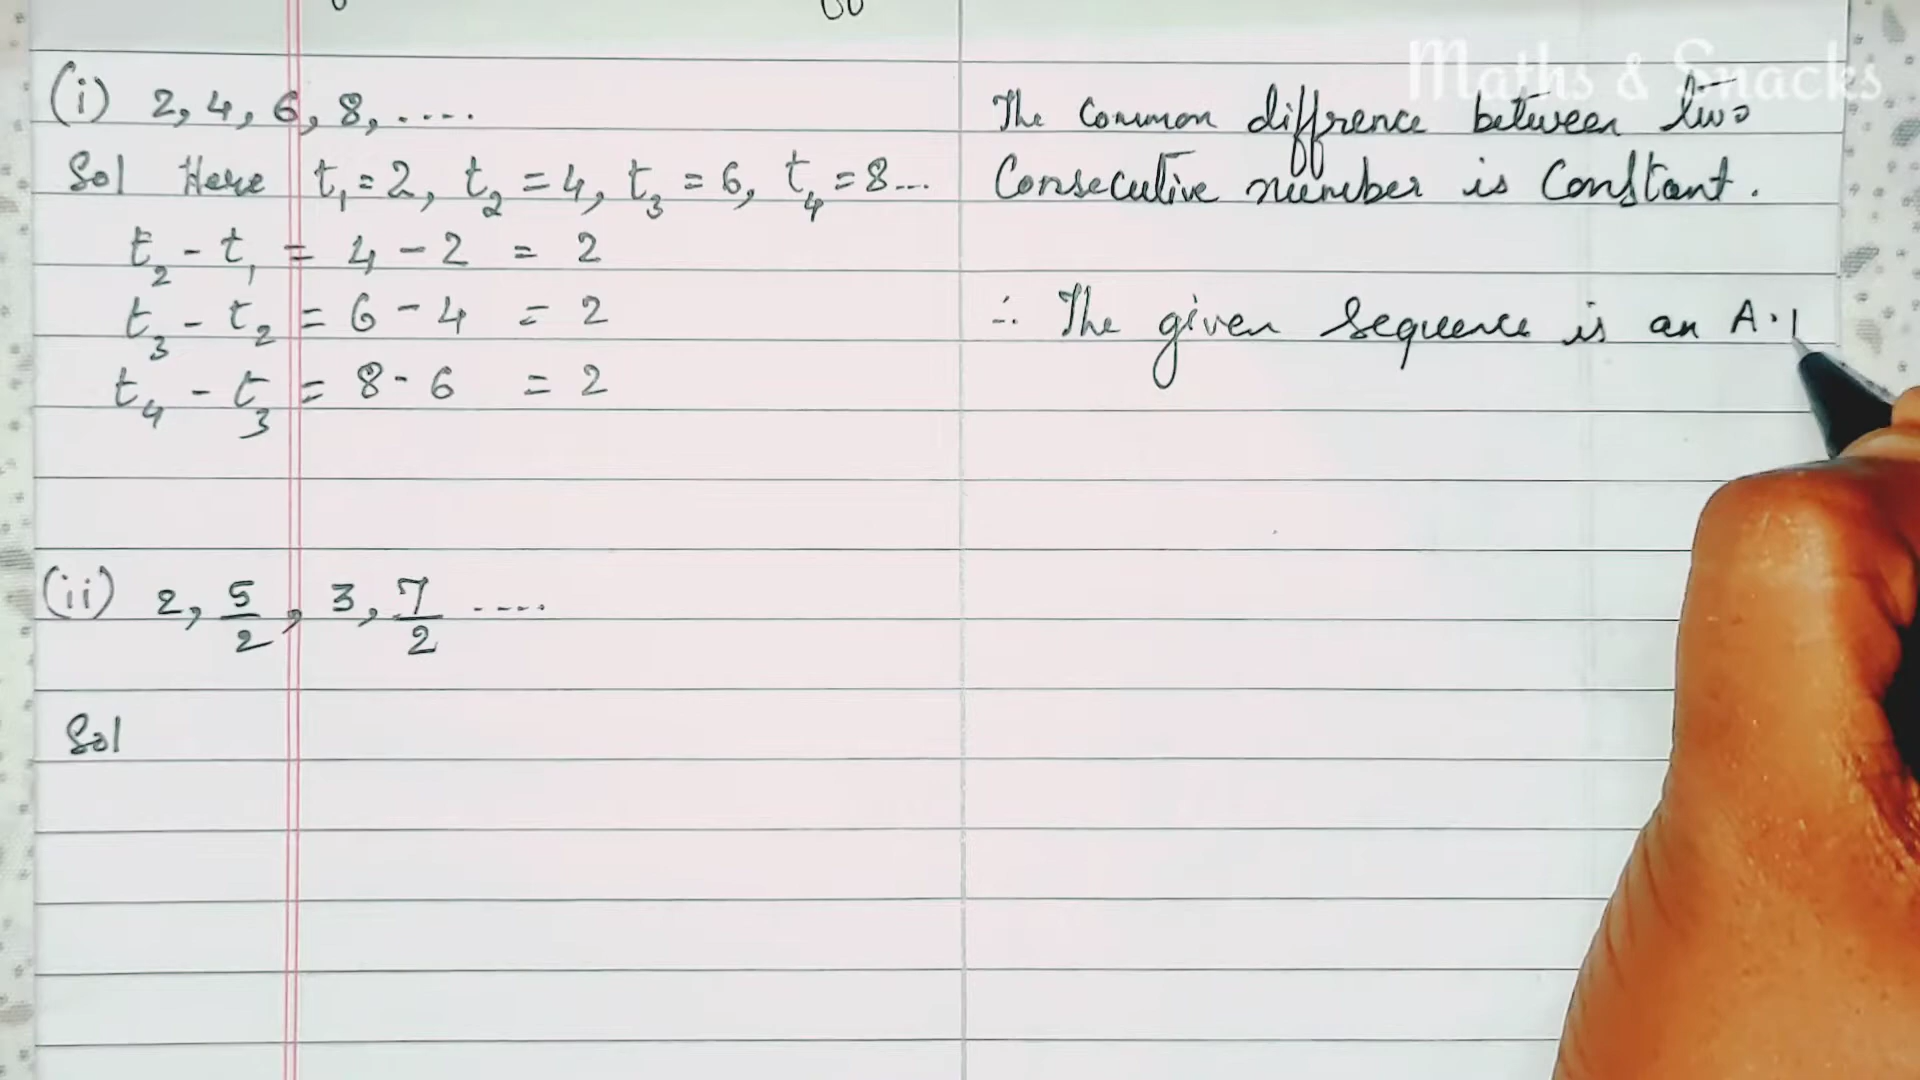 (i) 2, 4, 6, 8, ....
Sol Here t₁ = 2, t₂ = 4, t₃ = 6, t₄ = 8...
t₂ - t₁ = 4 - 2 = 2
t₃ - t₂ = 6 - 4 = 2
t₄ - t₃ = 8 - 6 = 2
(ii) 2, 5/2, 3, 7/2 ....
Sol
Maths & Snacks
The Common diffrence between two
Consecutive number is Constant.
∴ The given Sequence is an A.